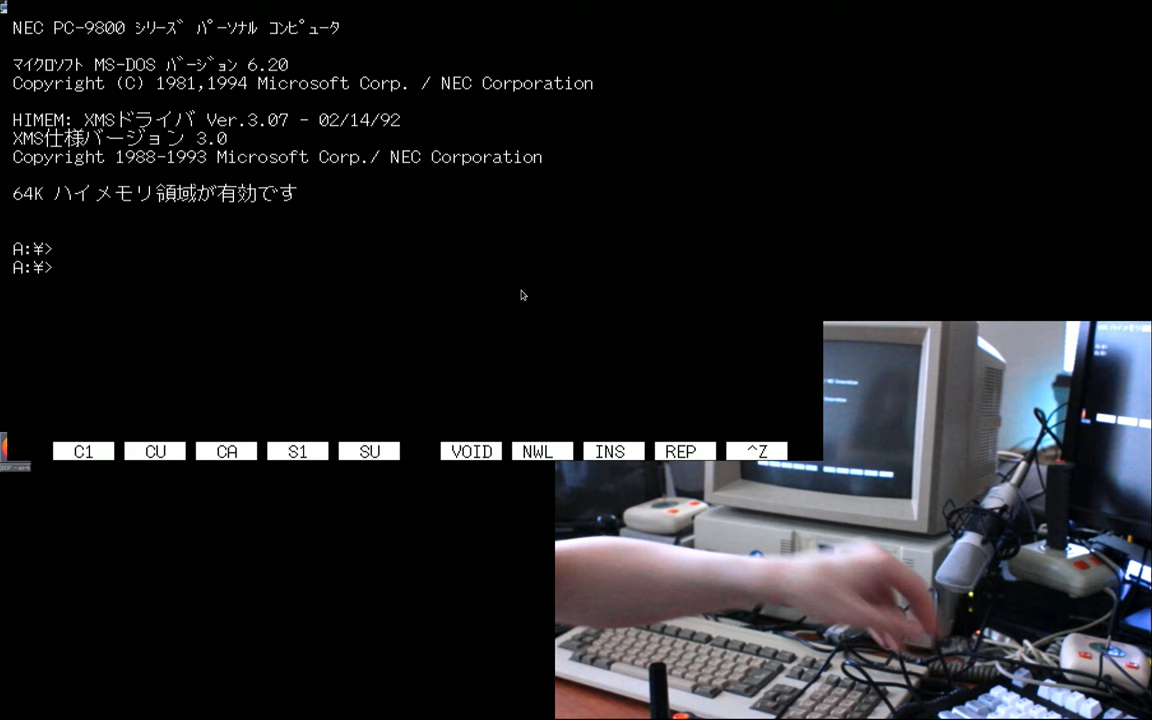 NEC PC-9800 ｼﾘｰｽﾞ ﾊﾟｰｿﾅﾙ ｺﾝﾋﾟｭｰﾀ
ﾏｲｸﾛｿﾌﾄ MS-DOS ﾊﾞｰｼﾞｮﾝ 6.20
Copyright (C) 1981,1994 Microsoft Corp. / NEC Corporation
HIMEM: XMSドライバ Ver.3.07 - 02/14/92
XMS仕様バージョン 3.0
Copyright 1988-1993 Microsoft Corp./ NEC Corporation
64K ハイメモリ領域が有効です
A:¥>
A:¥>
C1 CU CA S1 SU VOID NWL INS REP ^Z